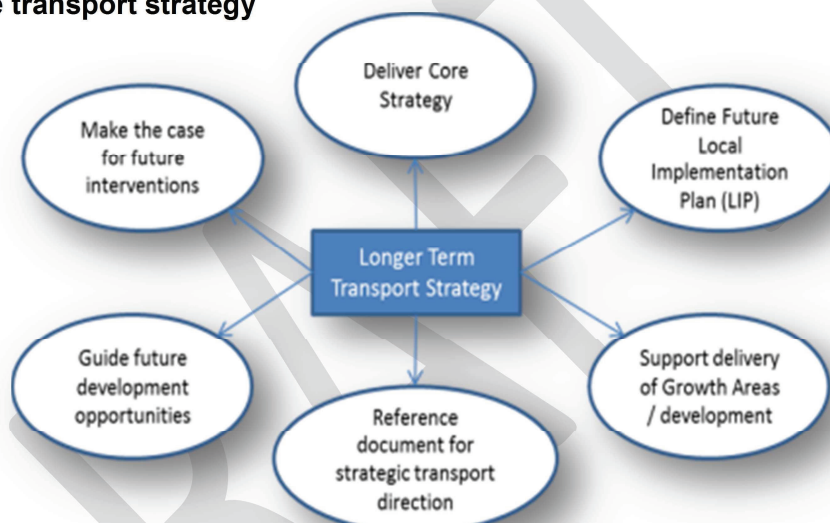 transport strategy
Deliver Core
Strategy
Make the case
for future
interventions
Define Future
Local
Implementation
Plan (LIP)
Longer Term
Transport Strategy
Guide future
development
opportunities
Support delivery
of Growth Areas
/ development
Reference
document for
strategic transport
direction